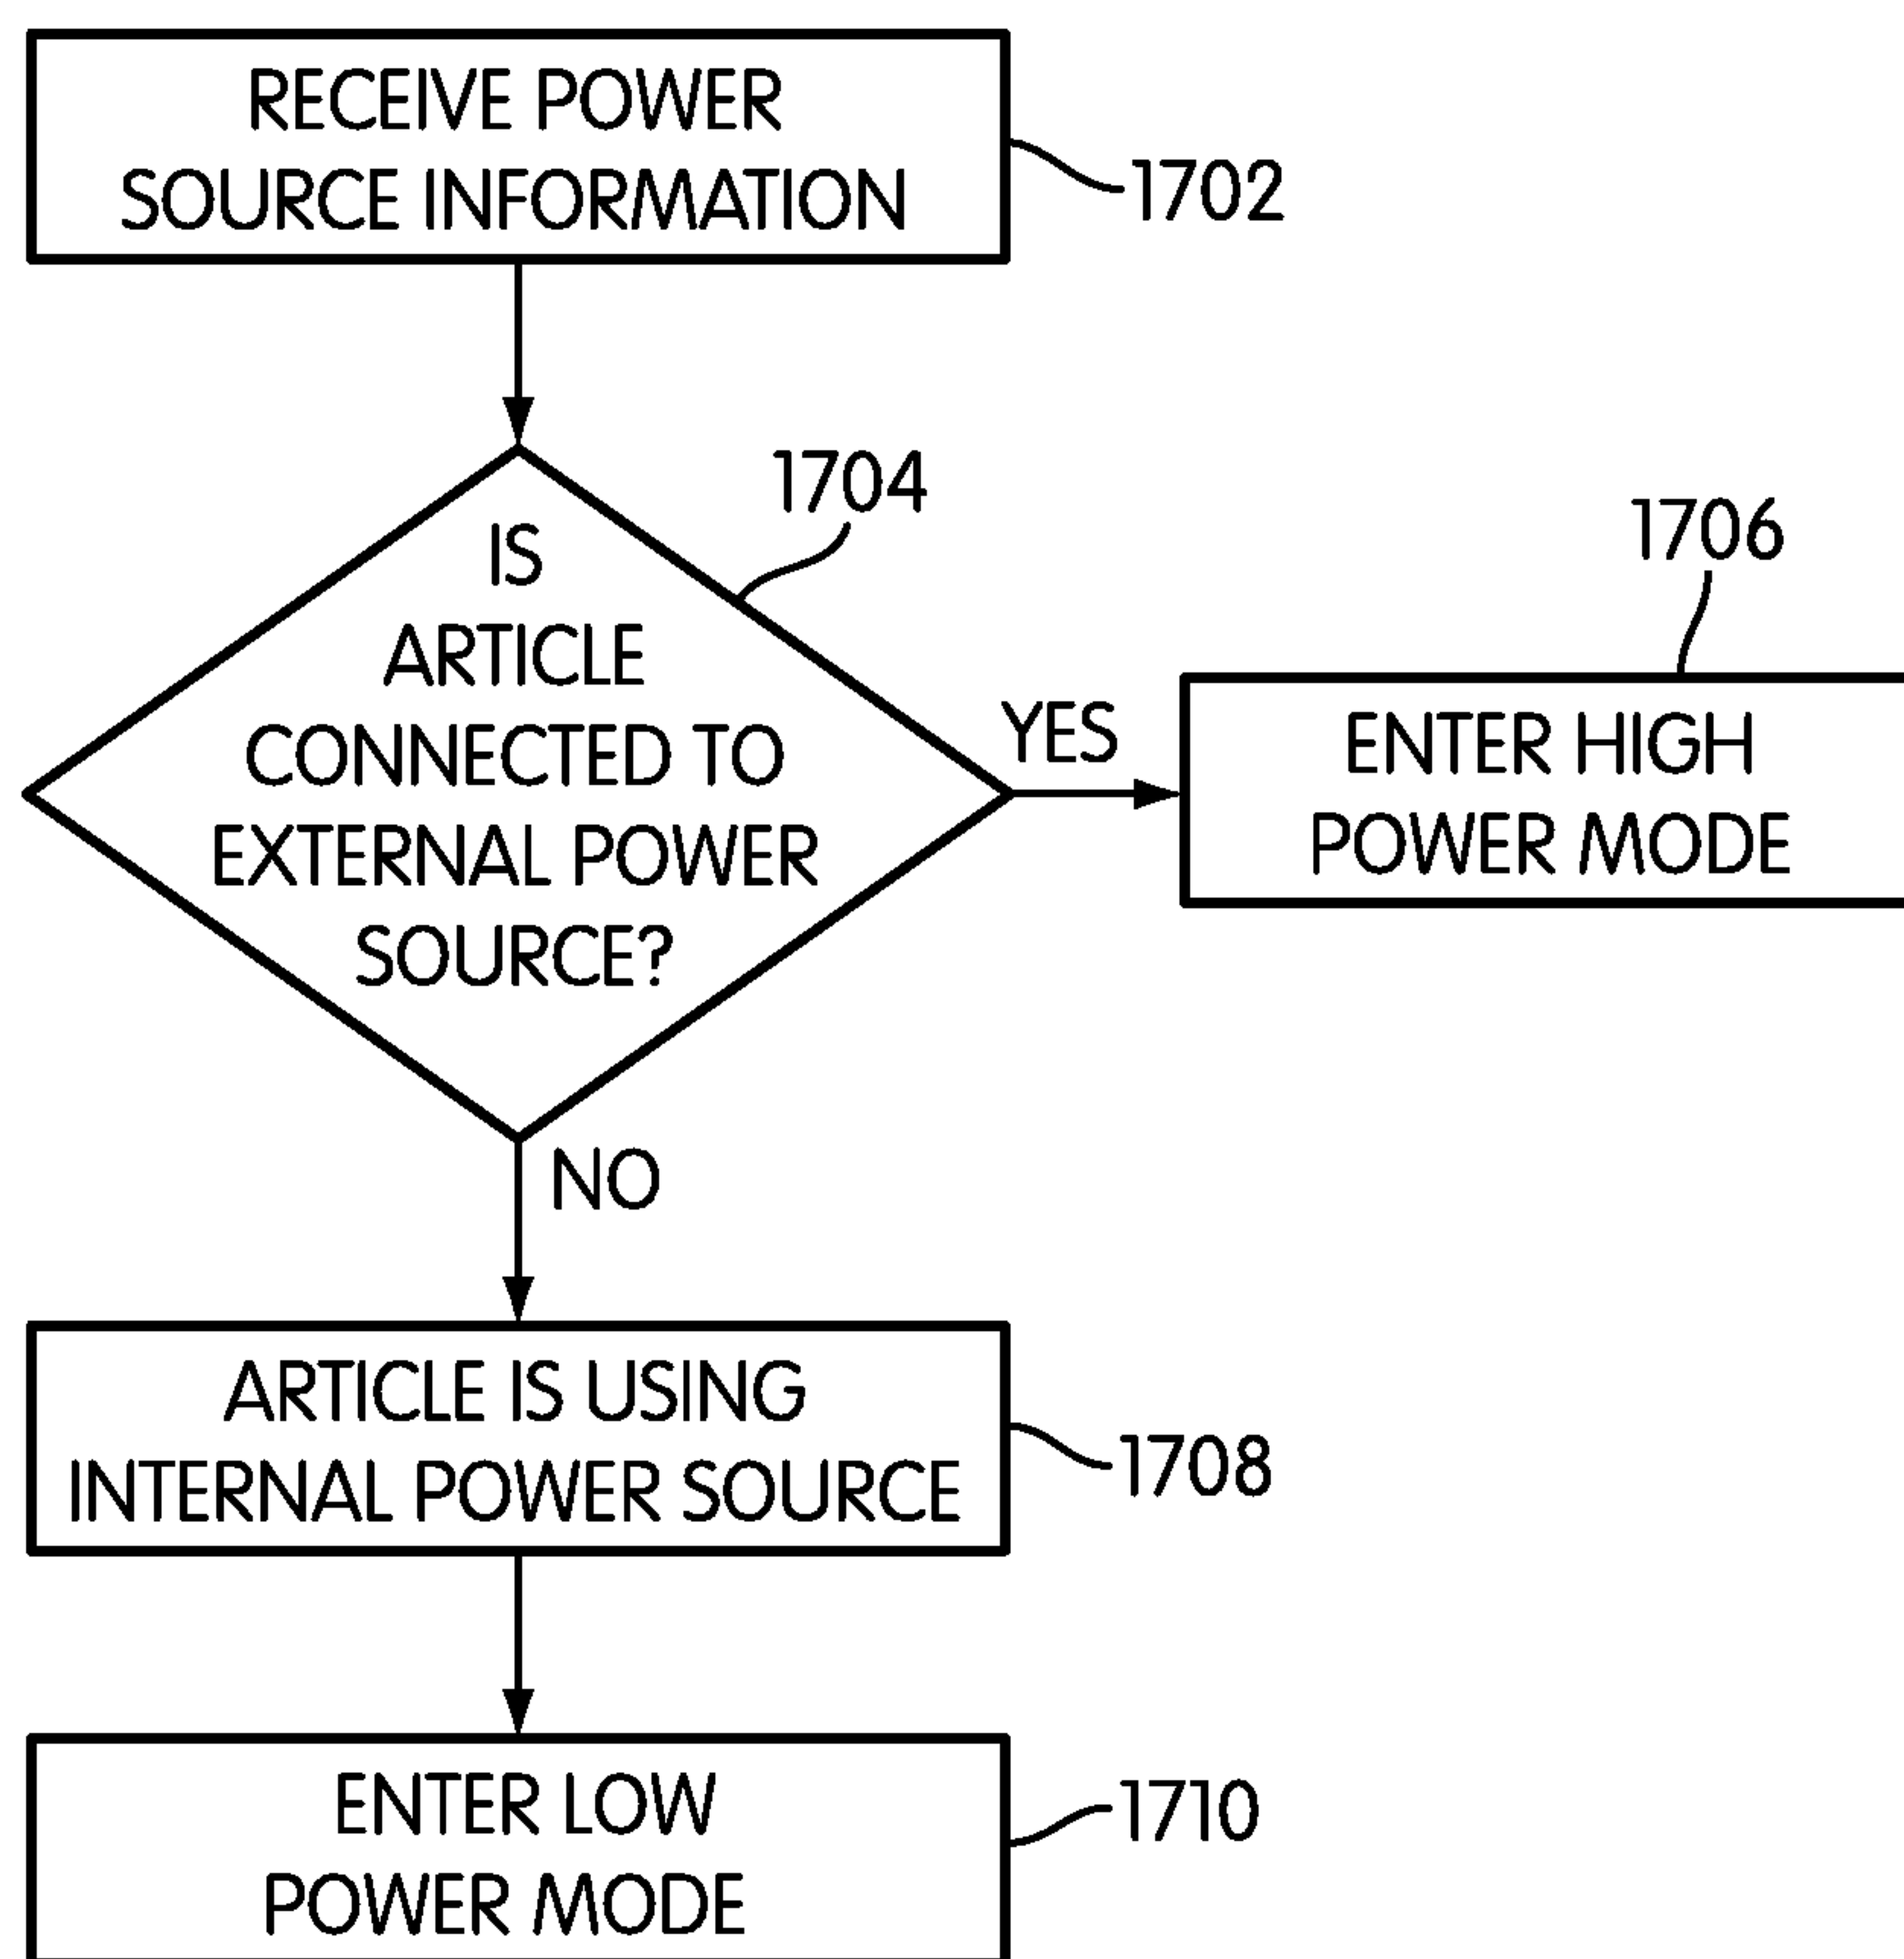 RECEIVE POWER
SOURCE INFORMATION
1702
1704
IS
ARTICLE
CONNECTED TO
EXTERNAL POWER
SOURCE?
YES
1706
ENTER HIGH
POWER MODE
NO
ARTICLE IS USING
INTERNAL POWER SOURCE
1708
ENTER LOW
POWER MODE
1710